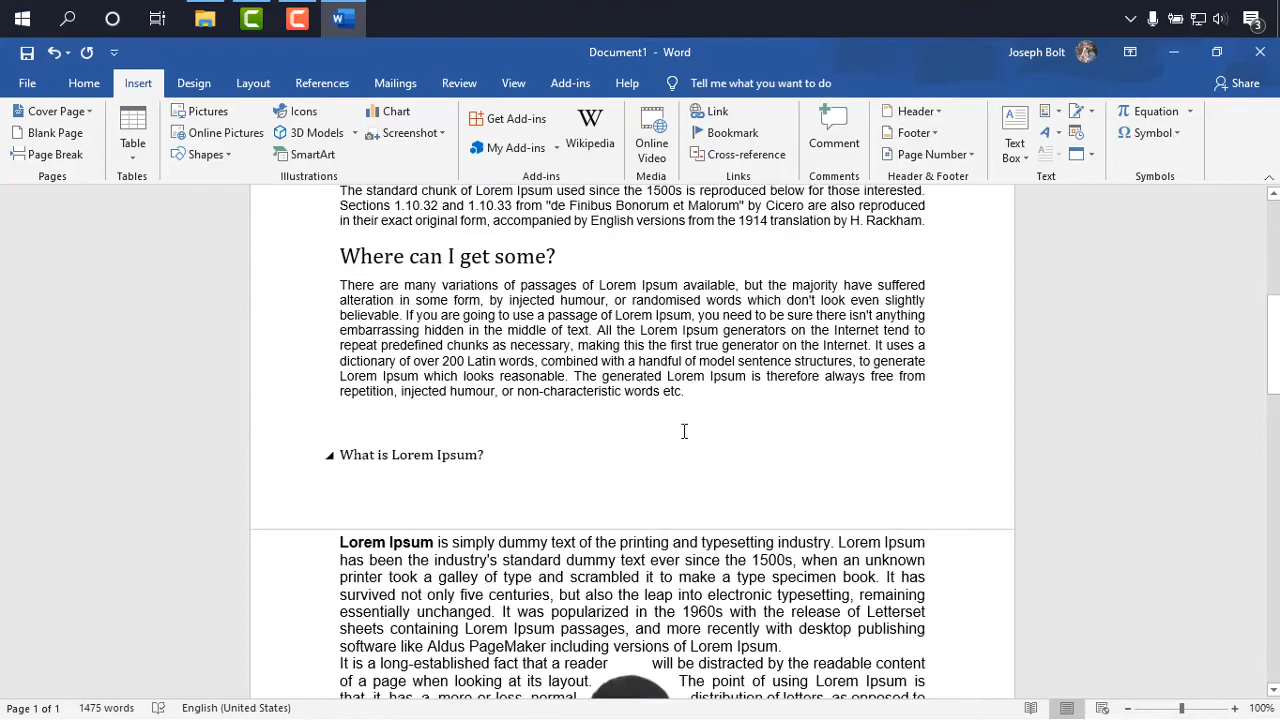 3
Document1 - Word
Joseph Bolt
File Home Insert Design Layout References Mailings Review View Add-ins Help Tell me what you want to do Share
Cover Page
Blank Page
Page Break
Pages
Table
Tables
Pictures
Online Pictures
Shapes
Icons
3D Models
SmartArt
Chart
Screenshot
Illustrations
Get Add-ins
My Add-ins
W
Wikipedia
Add-ins
Online
Video
Media
Link
Bookmark
Cross-reference
Links
Comment
Comments
Header
Footer
Page Number
Header & Footer
Text
Box
Text
Equation
Symbol
Symbols
The standard chunk of Lorem Ipsum used since the 1500s is reproduced below for those interested.
Sections 1.10.32 and 1.10.33 from "de Finibus Bonorum et Malorum" by Cicero are also reproduced
in their exact original form, accompanied by English versions from the 1914 translation by H. Rackham.
Where can I get some?
There are many variations of passages of Lorem Ipsum available, but the majority have suffered
alteration in some form, by injected humour, or randomised words which don't look even slightly
believable. If you are going to use a passage of Lorem Ipsum, you need to be sure there isn't anything
embarrassing hidden in the middle of text. All the Lorem Ipsum generators on the Internet tend to
repeat predefined chunks as necessary, making this the first true generator on the Internet. It uses a
dictionary of over 200 Latin words, combined with a handful of model sentence structures, to generate
Lorem Ipsum which looks reasonable. The generated Lorem Ipsum is therefore always free from
repetition, injected humour, or non-characteristic words etc.
What is Lorem Ipsum?
Lorem Ipsum is simply dummy text of the printing and typesetting industry. Lorem Ipsum
has been the industry's standard dummy text ever since the 1500s, when an unknown
printer took a galley of type and scrambled it to make a type specimen book. It has
survived not only five centuries, but also the leap into electronic typesetting, remaining
essentially unchanged. It was popularized in the 1960s with the release of Letterset
sheets containing Lorem Ipsum passages, and more recently with desktop publishing
software like Aldus PageMaker including versions of Lorem Ipsum.
It is a long-established fact that a reader will be distracted by the readable content
of a page when looking at its layout. The point of using Lorem Ipsum is
that it has a more or less normal distribution of letters, as opposed to
Page 1 of 1 1475 words English (United States) 100%